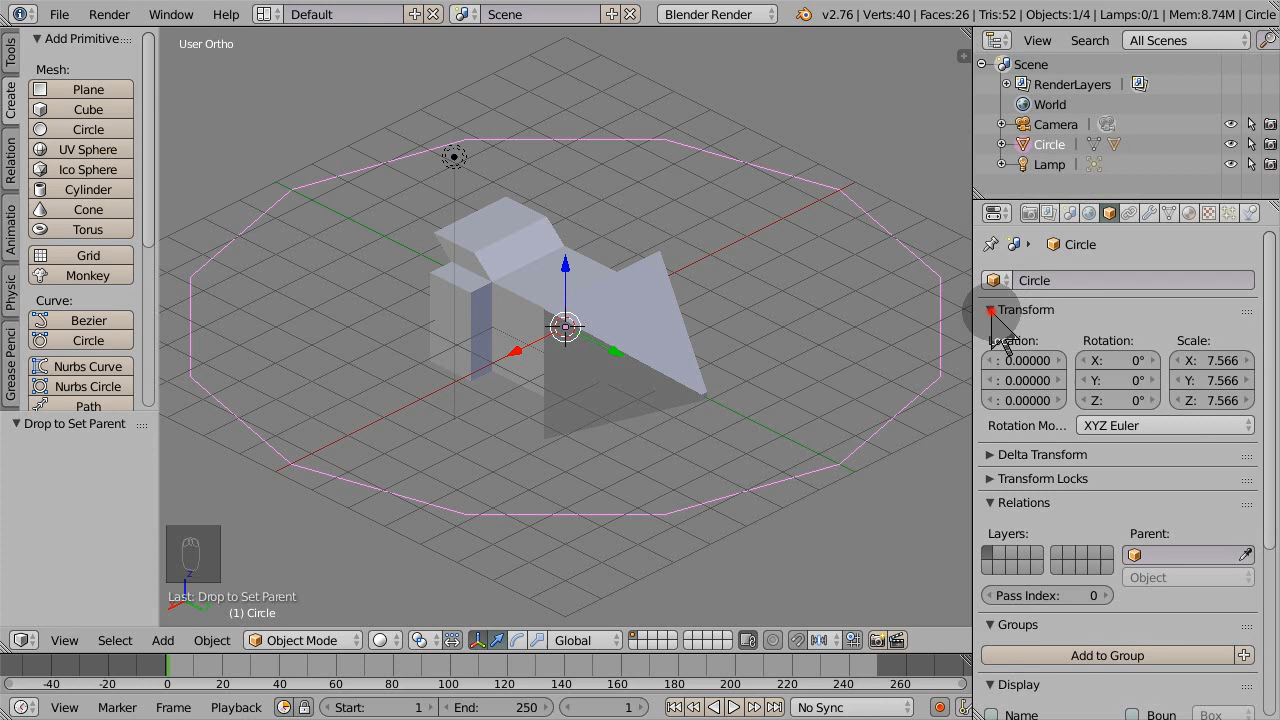 File Render Window Help Default Scene Blender Render v2.76 | Verts:40 | Faces:26 | Tris:52 | Objects:1/4 | Lamps:0/1 | Mem:8.74M | Circle
View Search All Scenes
Scene
RenderLayers
World
Camera
Circle
Lamp
Tools
Create
Relation
Animatio
Physic
Grease Penci
Add Primitive
Mesh:
Plane
Cube
Circle
UV Sphere
Ico Sphere
Cylinder
Cone
Torus
Grid
Monkey
Curve:
Bezier
Circle
Nurbs Curve
Nurbs Circle
Path
Drop to Set Parent
User Ortho
z
Last: Drop to Set Parent
(1) Circle
Circle
Circle
Transform
Rotation: Scale:
: 0.00000 X: 0° X: 7.566
: 0.00000 Y: 0° Y: 7.566
: 0.00000 Z: 0° Z: 7.566
Rotation Mo... XYZ Euler
Delta Transform
Transform Locks
Relations
Layers: Parent:
Object
Pass Index: 0
Groups
Add to Group
Display
Name Boun Box
View Select Add Object Object Mode Global
-40 -20 0 20 40 60 80 100 120 140 160 180 200 220 240 260
View Marker Frame Playback Start: 1 End: 250 1 No Sync